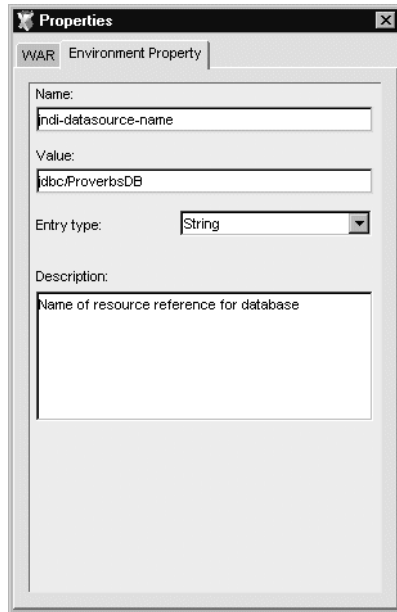 Properties
WAR
Environment Property
Name:
jndi-datasource-name
Value:
jdbc/ProverbsDB
Entry type:
String
Description:
Name of resource reference for database